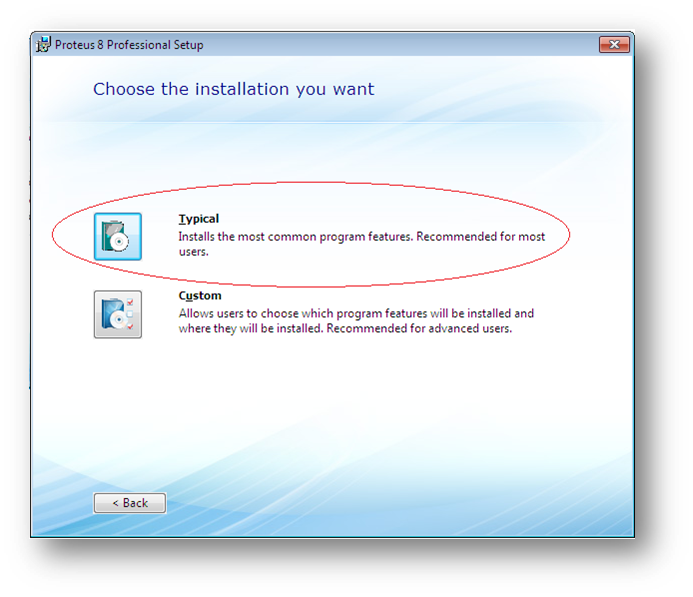 Proteus 8 Professional Setup
Choose the installation you want
Typical
Installs the most common program features. Recommended for most
users.
Custom
Allows users to choose which program features will be installed and
where they will be installed. Recommended for advanced users.
< Back